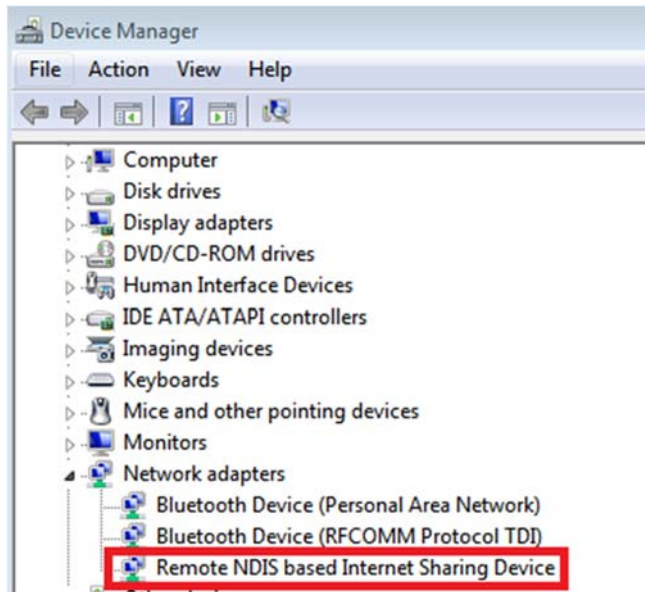 Device Manager
File Action View Help
Computer
Disk drives
Display adapters
DVD/CD-ROM drives
Human Interface Devices
IDE ATA/ATAPI controllers
Imaging devices
Keyboards
Mice and other pointing devices
Monitors
Network adapters
Bluetooth Device (Personal Area Network)
Bluetooth Device (RFCOMM Protocol TDI)
Remote NDIS based Internet Sharing Device